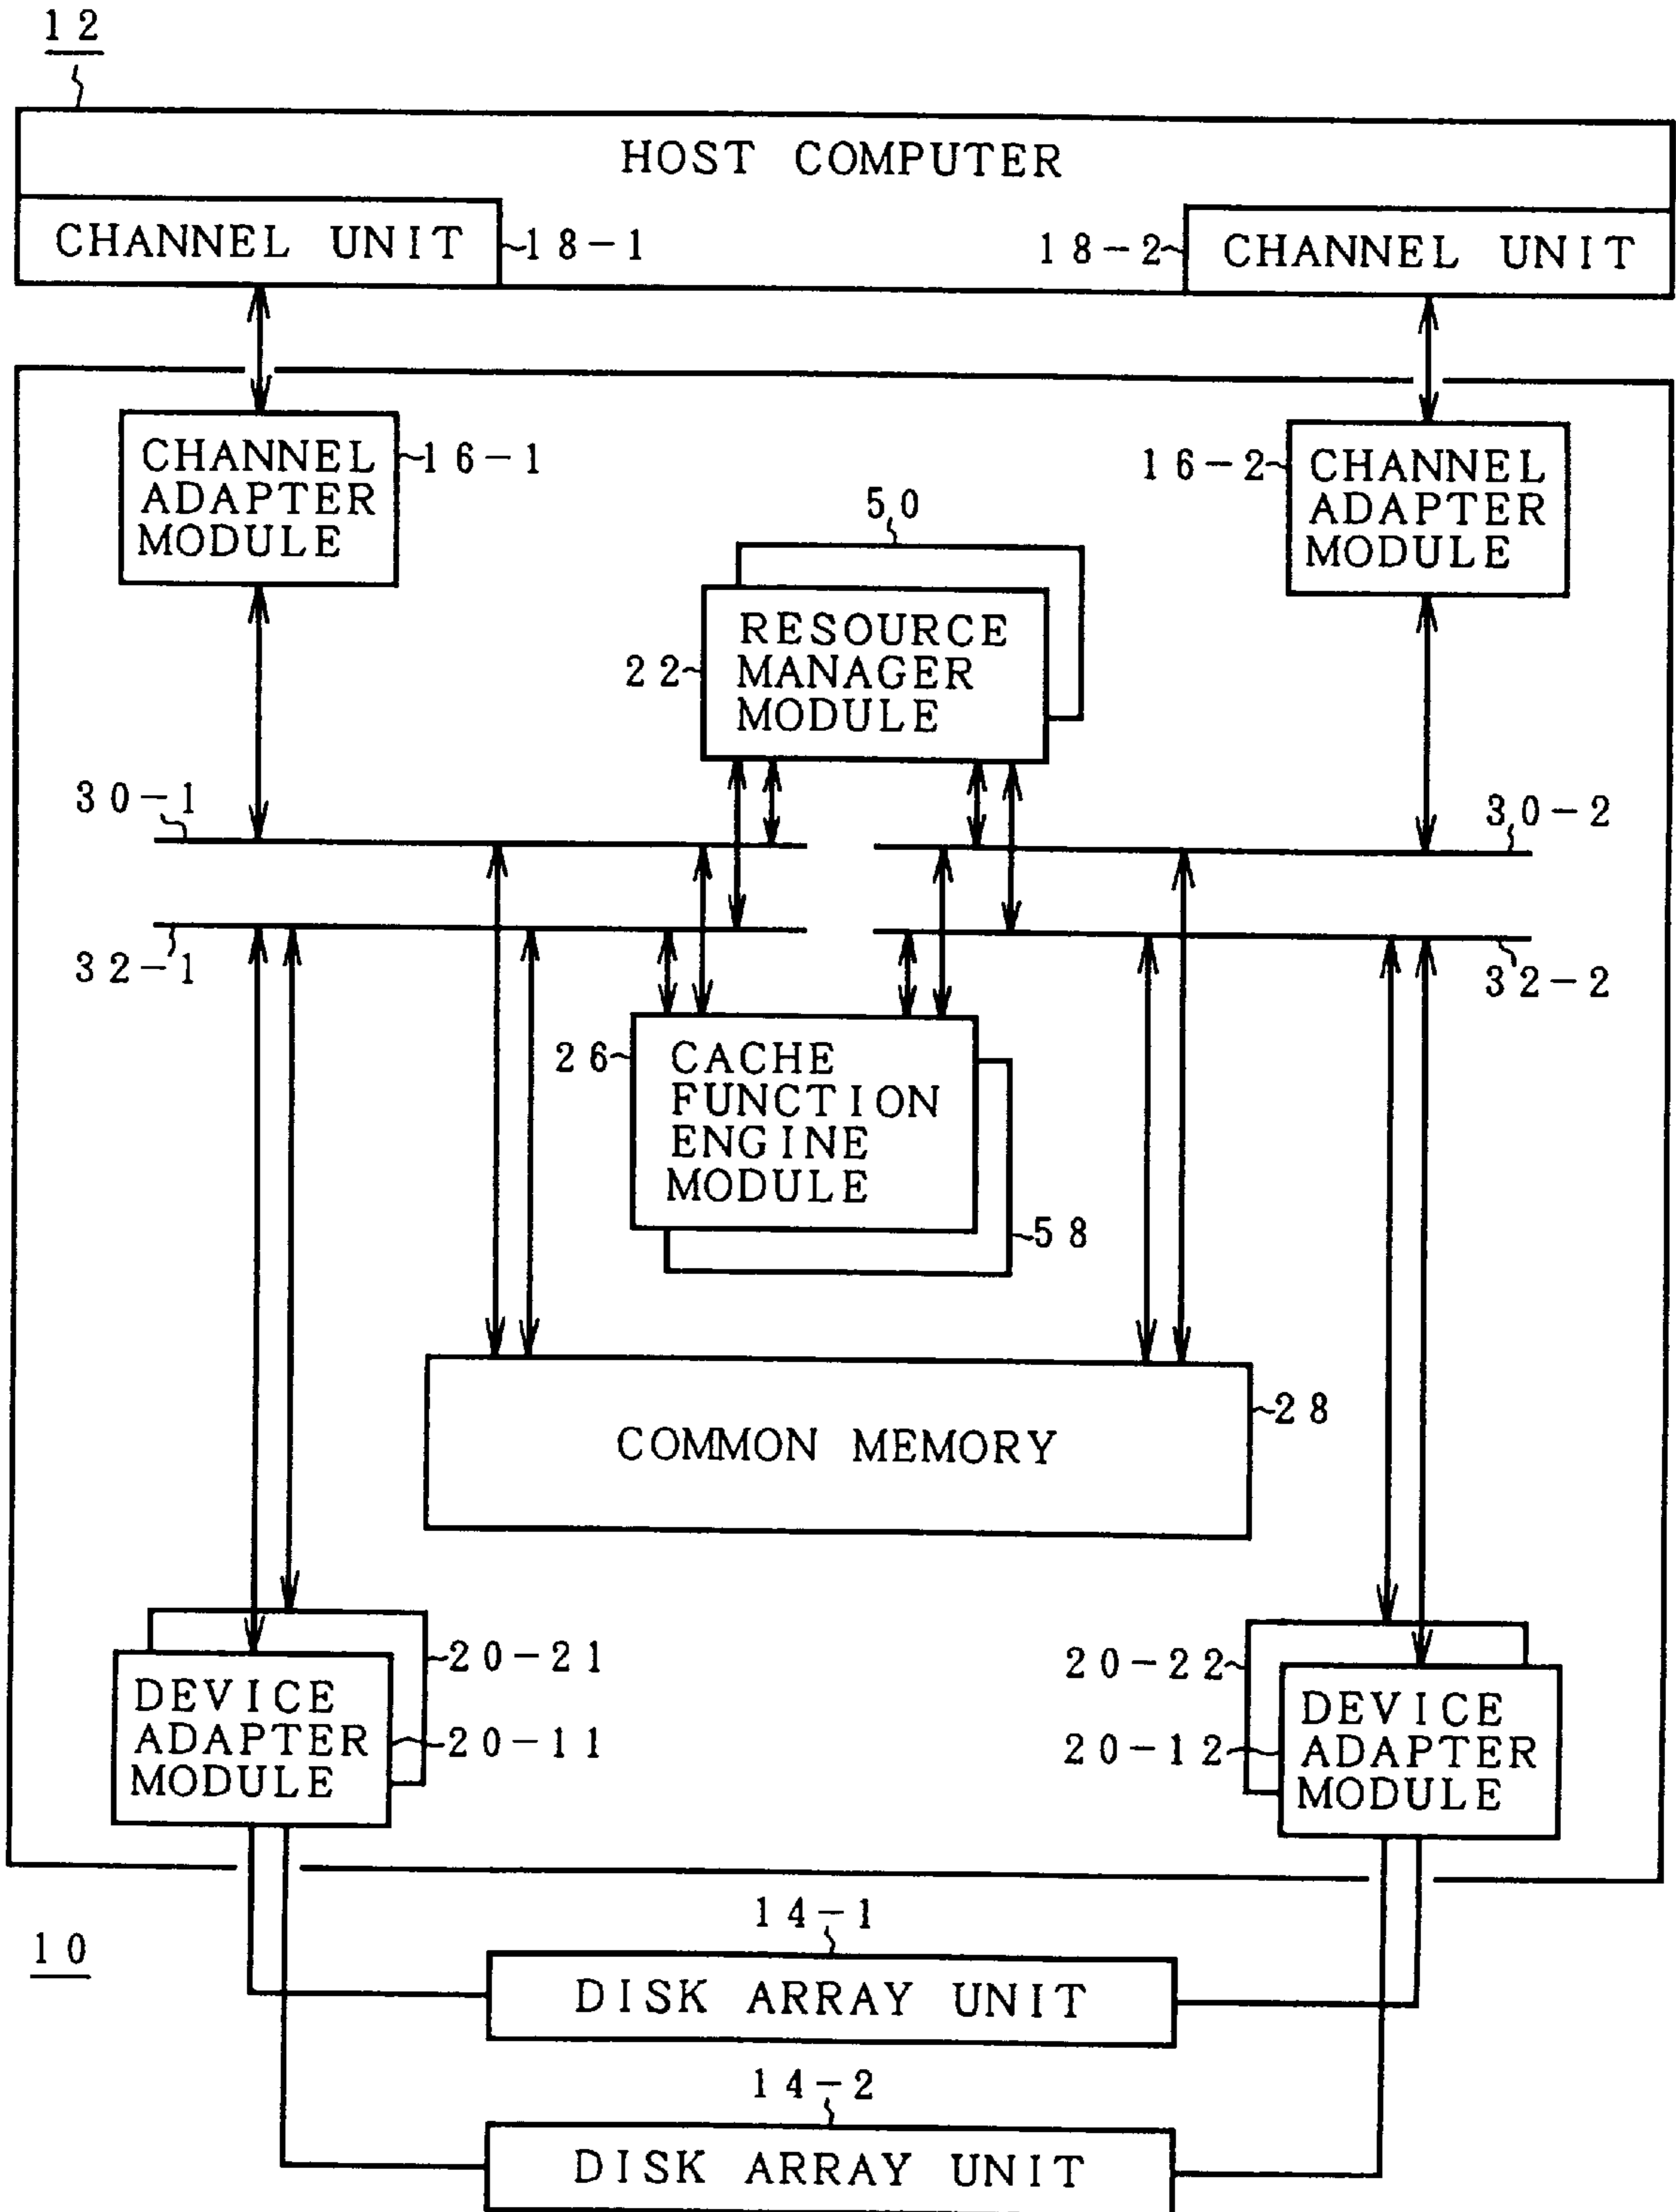 12
HOST COMPUTER
CHANNEL UNIT
18-1
18-2
CHANNEL UNIT
CHANNEL
ADAPTER
MODULE
16-1
16-2
CHANNEL
ADAPTER
MODULE
50
RESOURCE
MANAGER
MODULE
22
30-1
30-2
32-1
32-2
26
CACHE
FUNCTION
ENGINE
MODULE
58
28
COMMON MEMORY
20-21
20-22
DEVICE
ADAPTER
MODULE
20-11
20-12
DEVICE
ADAPTER
MODULE
14-1
10
DISK ARRAY UNIT
14-2
DISK ARRAY UNIT